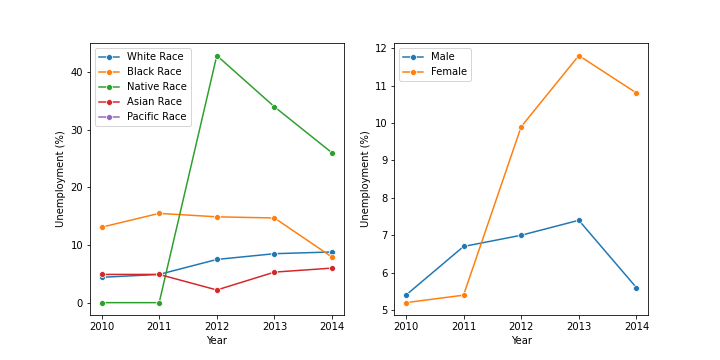 White Race
Black Race
Native Race
Asian Race
Pacific Race
Unemployment (%)
40
30
20
10
0
2010 2011 2012 2013 2014
Year
Male
Female
Unemployment (%)
12
11
10
9
8
7
6
5
2010 2011 2012 2013 2014
Year